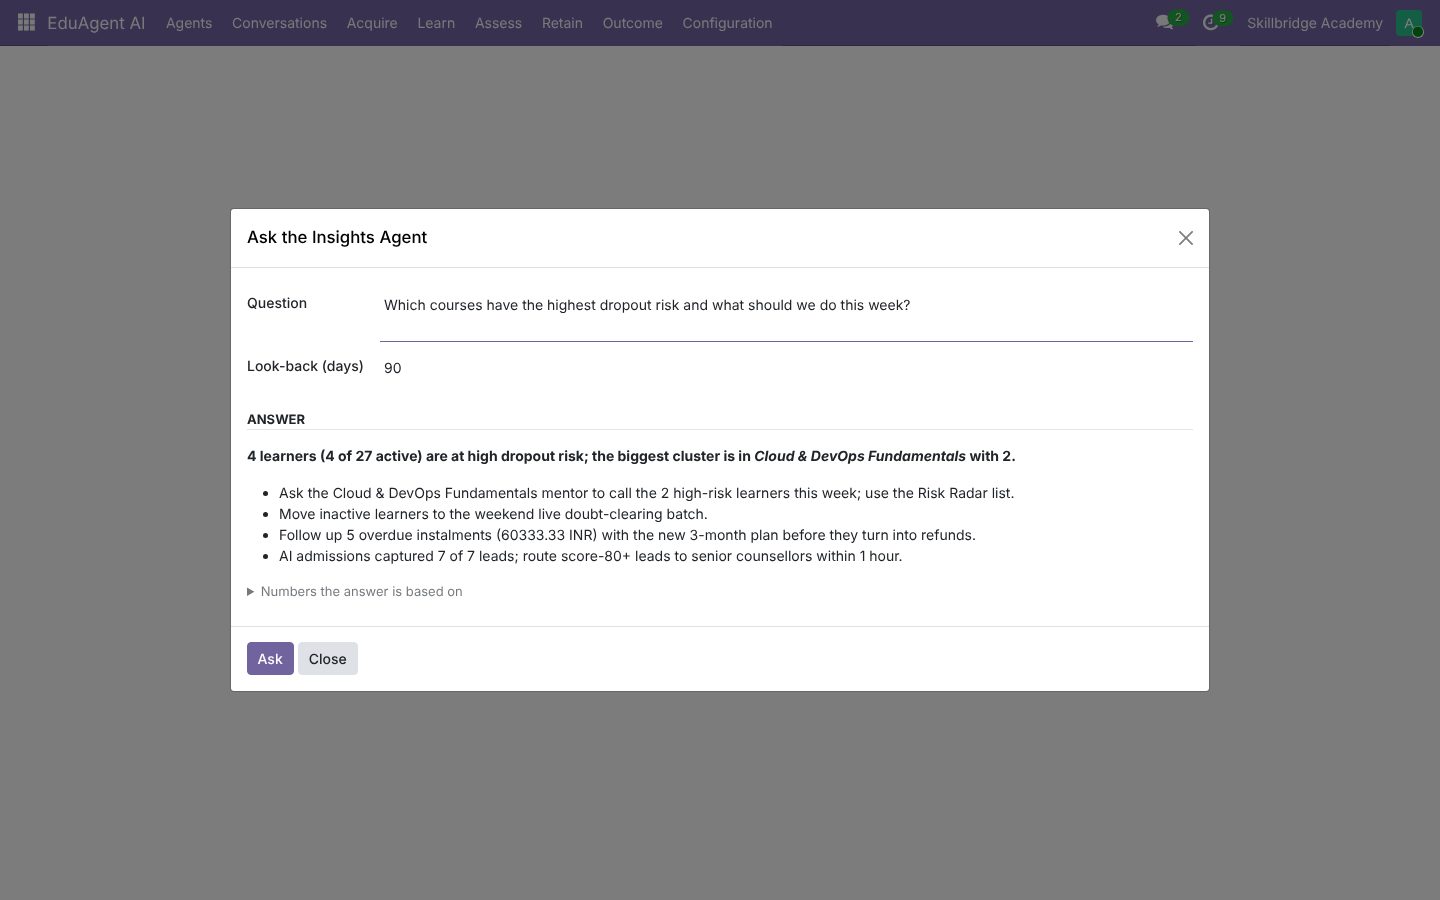 EduAgent AI Agents Conversations Acquire Learn Assess Retain Outcome Configuration 2 9 Skillbridge Academy A
Ask the Insights Agent
Question Which courses have the highest dropout risk and what should we do this week?
Look-back (days) 90
ANSWER
4 learners (4 of 27 active) are at high dropout risk; the biggest cluster is in Cloud & DevOps Fundamentals with 2.
• Ask the Cloud & DevOps Fundamentals mentor to call the 2 high-risk learners this week; use the Risk Radar list.
• Move inactive learners to the weekend live doubt-clearing batch.
• Follow up 5 overdue instalments (60333.33 INR) with the new 3-month plan before they turn into refunds.
• AI admissions captured 7 of 7 leads; route score-80+ leads to senior counsellors within 1 hour.
Numbers the answer is based on
Ask Close